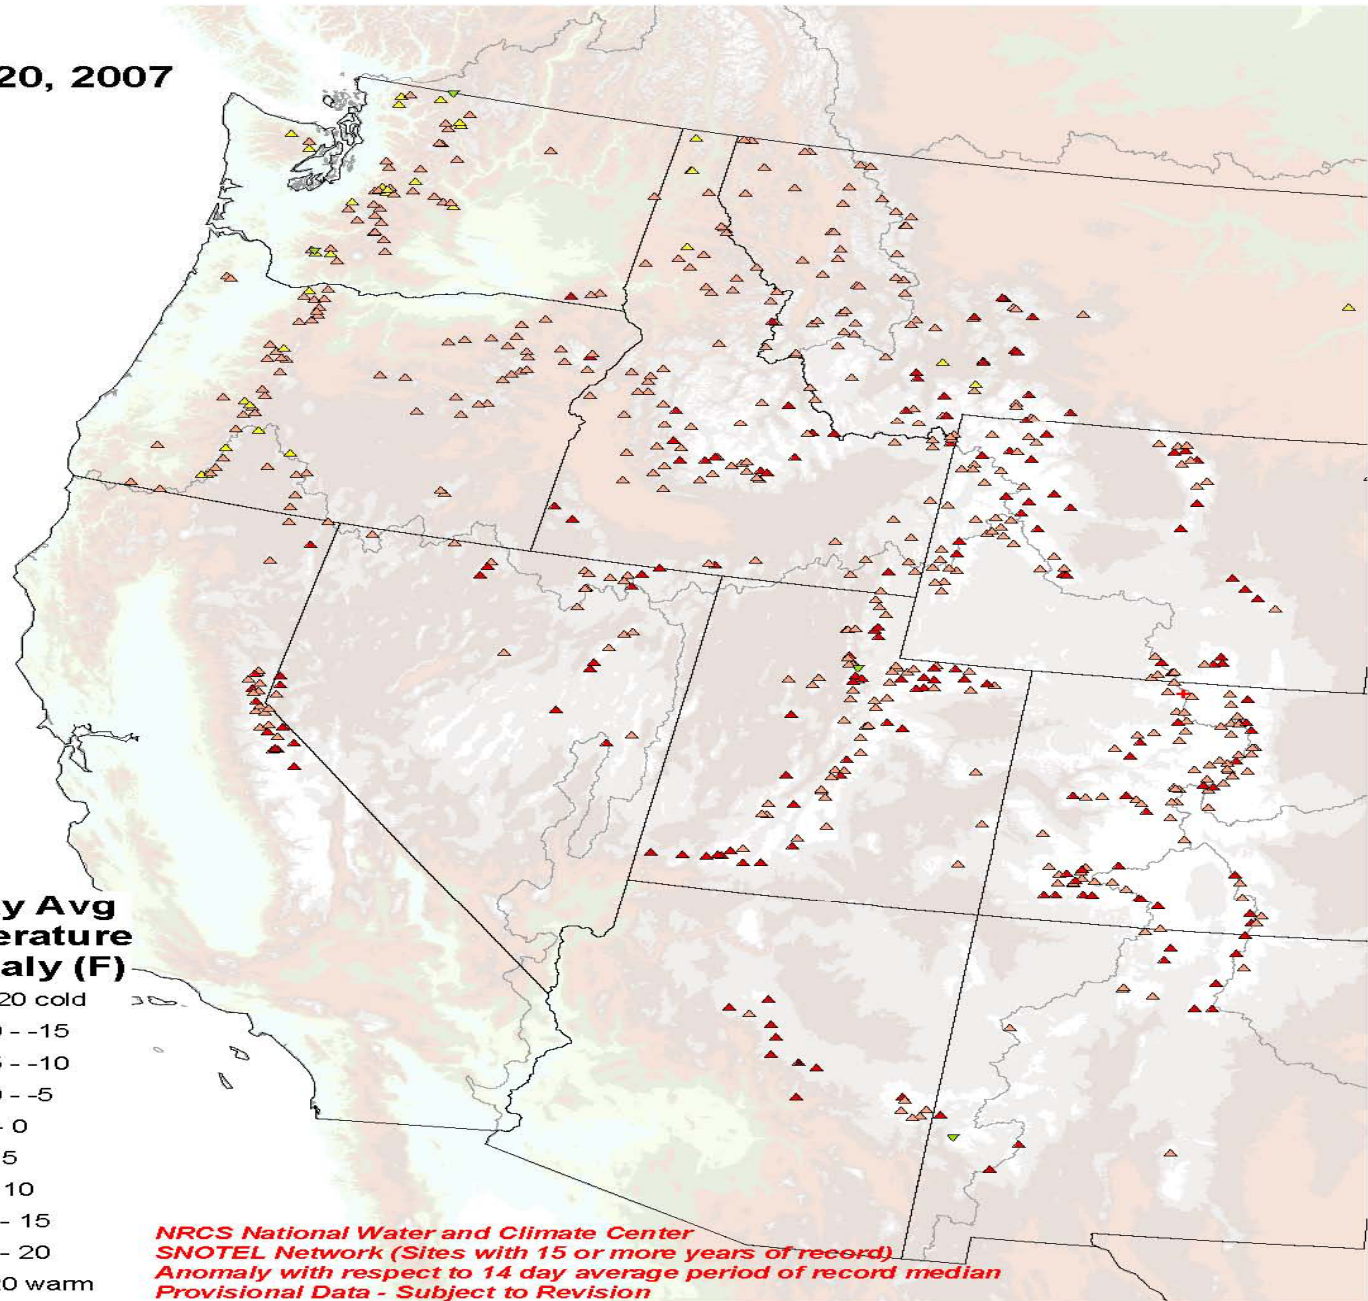 20, 2007
y Avg
erature
aly (F)
20 cold
- -15
- -10
- -5
- 0
5
10
- 15
- 20
20 warm
NRCS National Water and Climate Center
SNOTEL Network (Sites with 15 or more years of record)
Anomaly with respect to 14 day average period of record median
Provisional Data - Subject to Revision